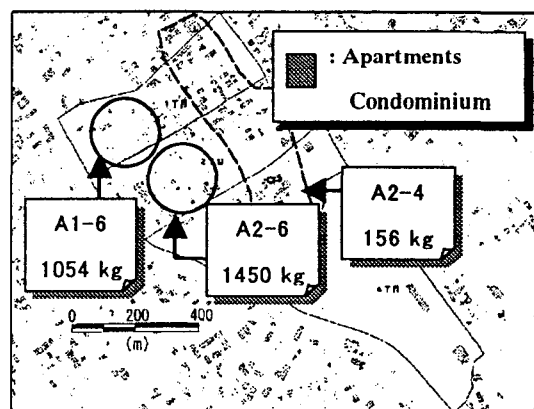 : Apartments
Condominium
A1-6
1054 kg
A2-6
1450 kg
A2-4
156 kg
0 200 400
(m)